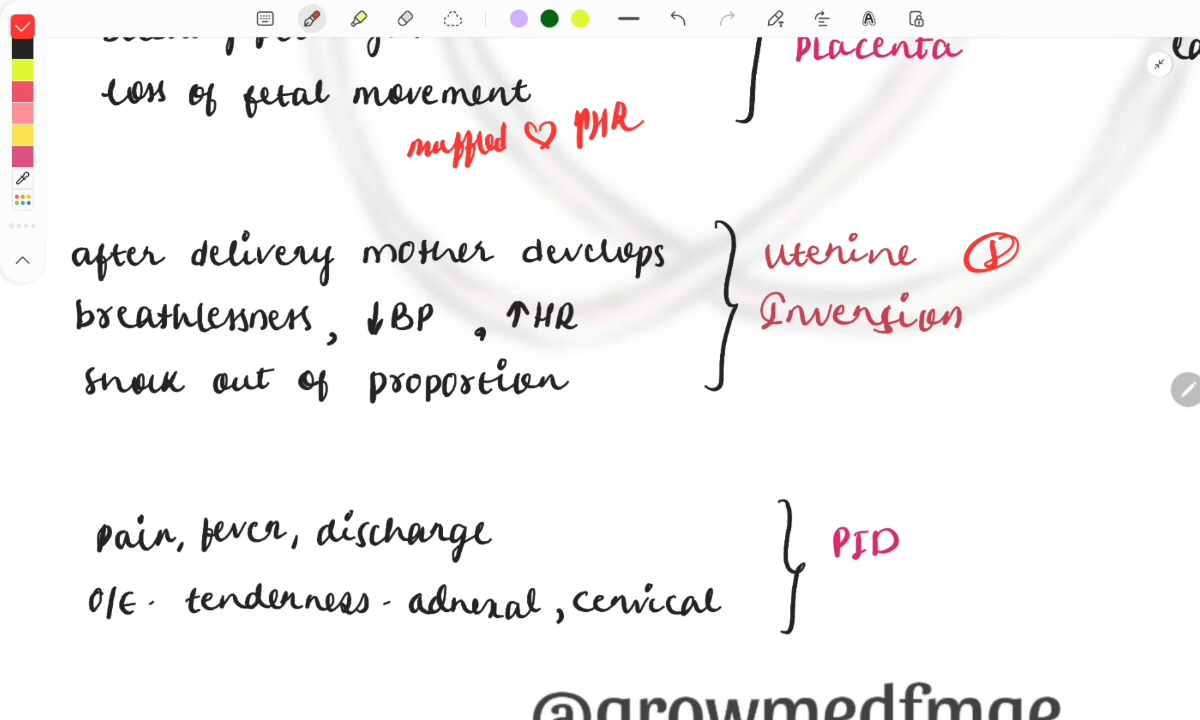 Placenta
loss of fetal movement
muffled ♡ ↑HR
after delivery mother develops
breathlessness, ↓BP , ↑HR
shock out of proportion
Uterine
Inversion
pain, fever, discharge
O/E - tenderness - adnexal, cervical
PID
@growmedfmge